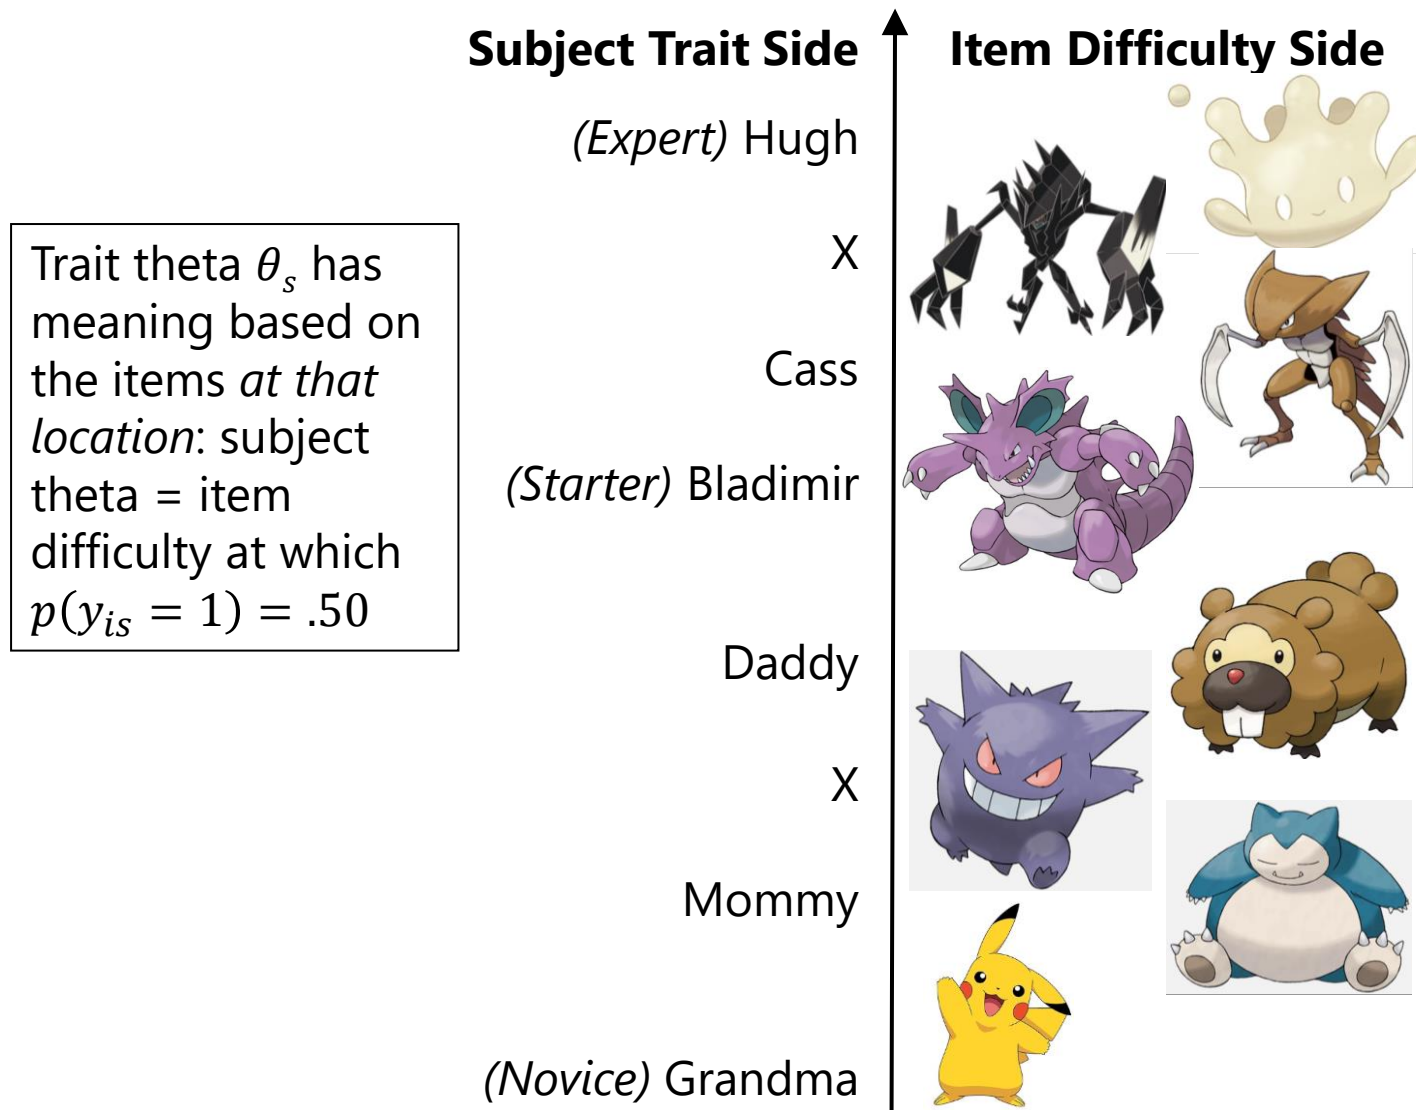 Subject Trait Side
Item Difficulty Side
(Expert) Hugh
X
Cass
(Starter) Bladimir
Daddy
X
Mommy
(Novice) Grandma
Trait theta θₛ has
meaning based on
the items at that
location: subject
theta = item
difficulty at which
p(yᵢₛ = 1) = .50